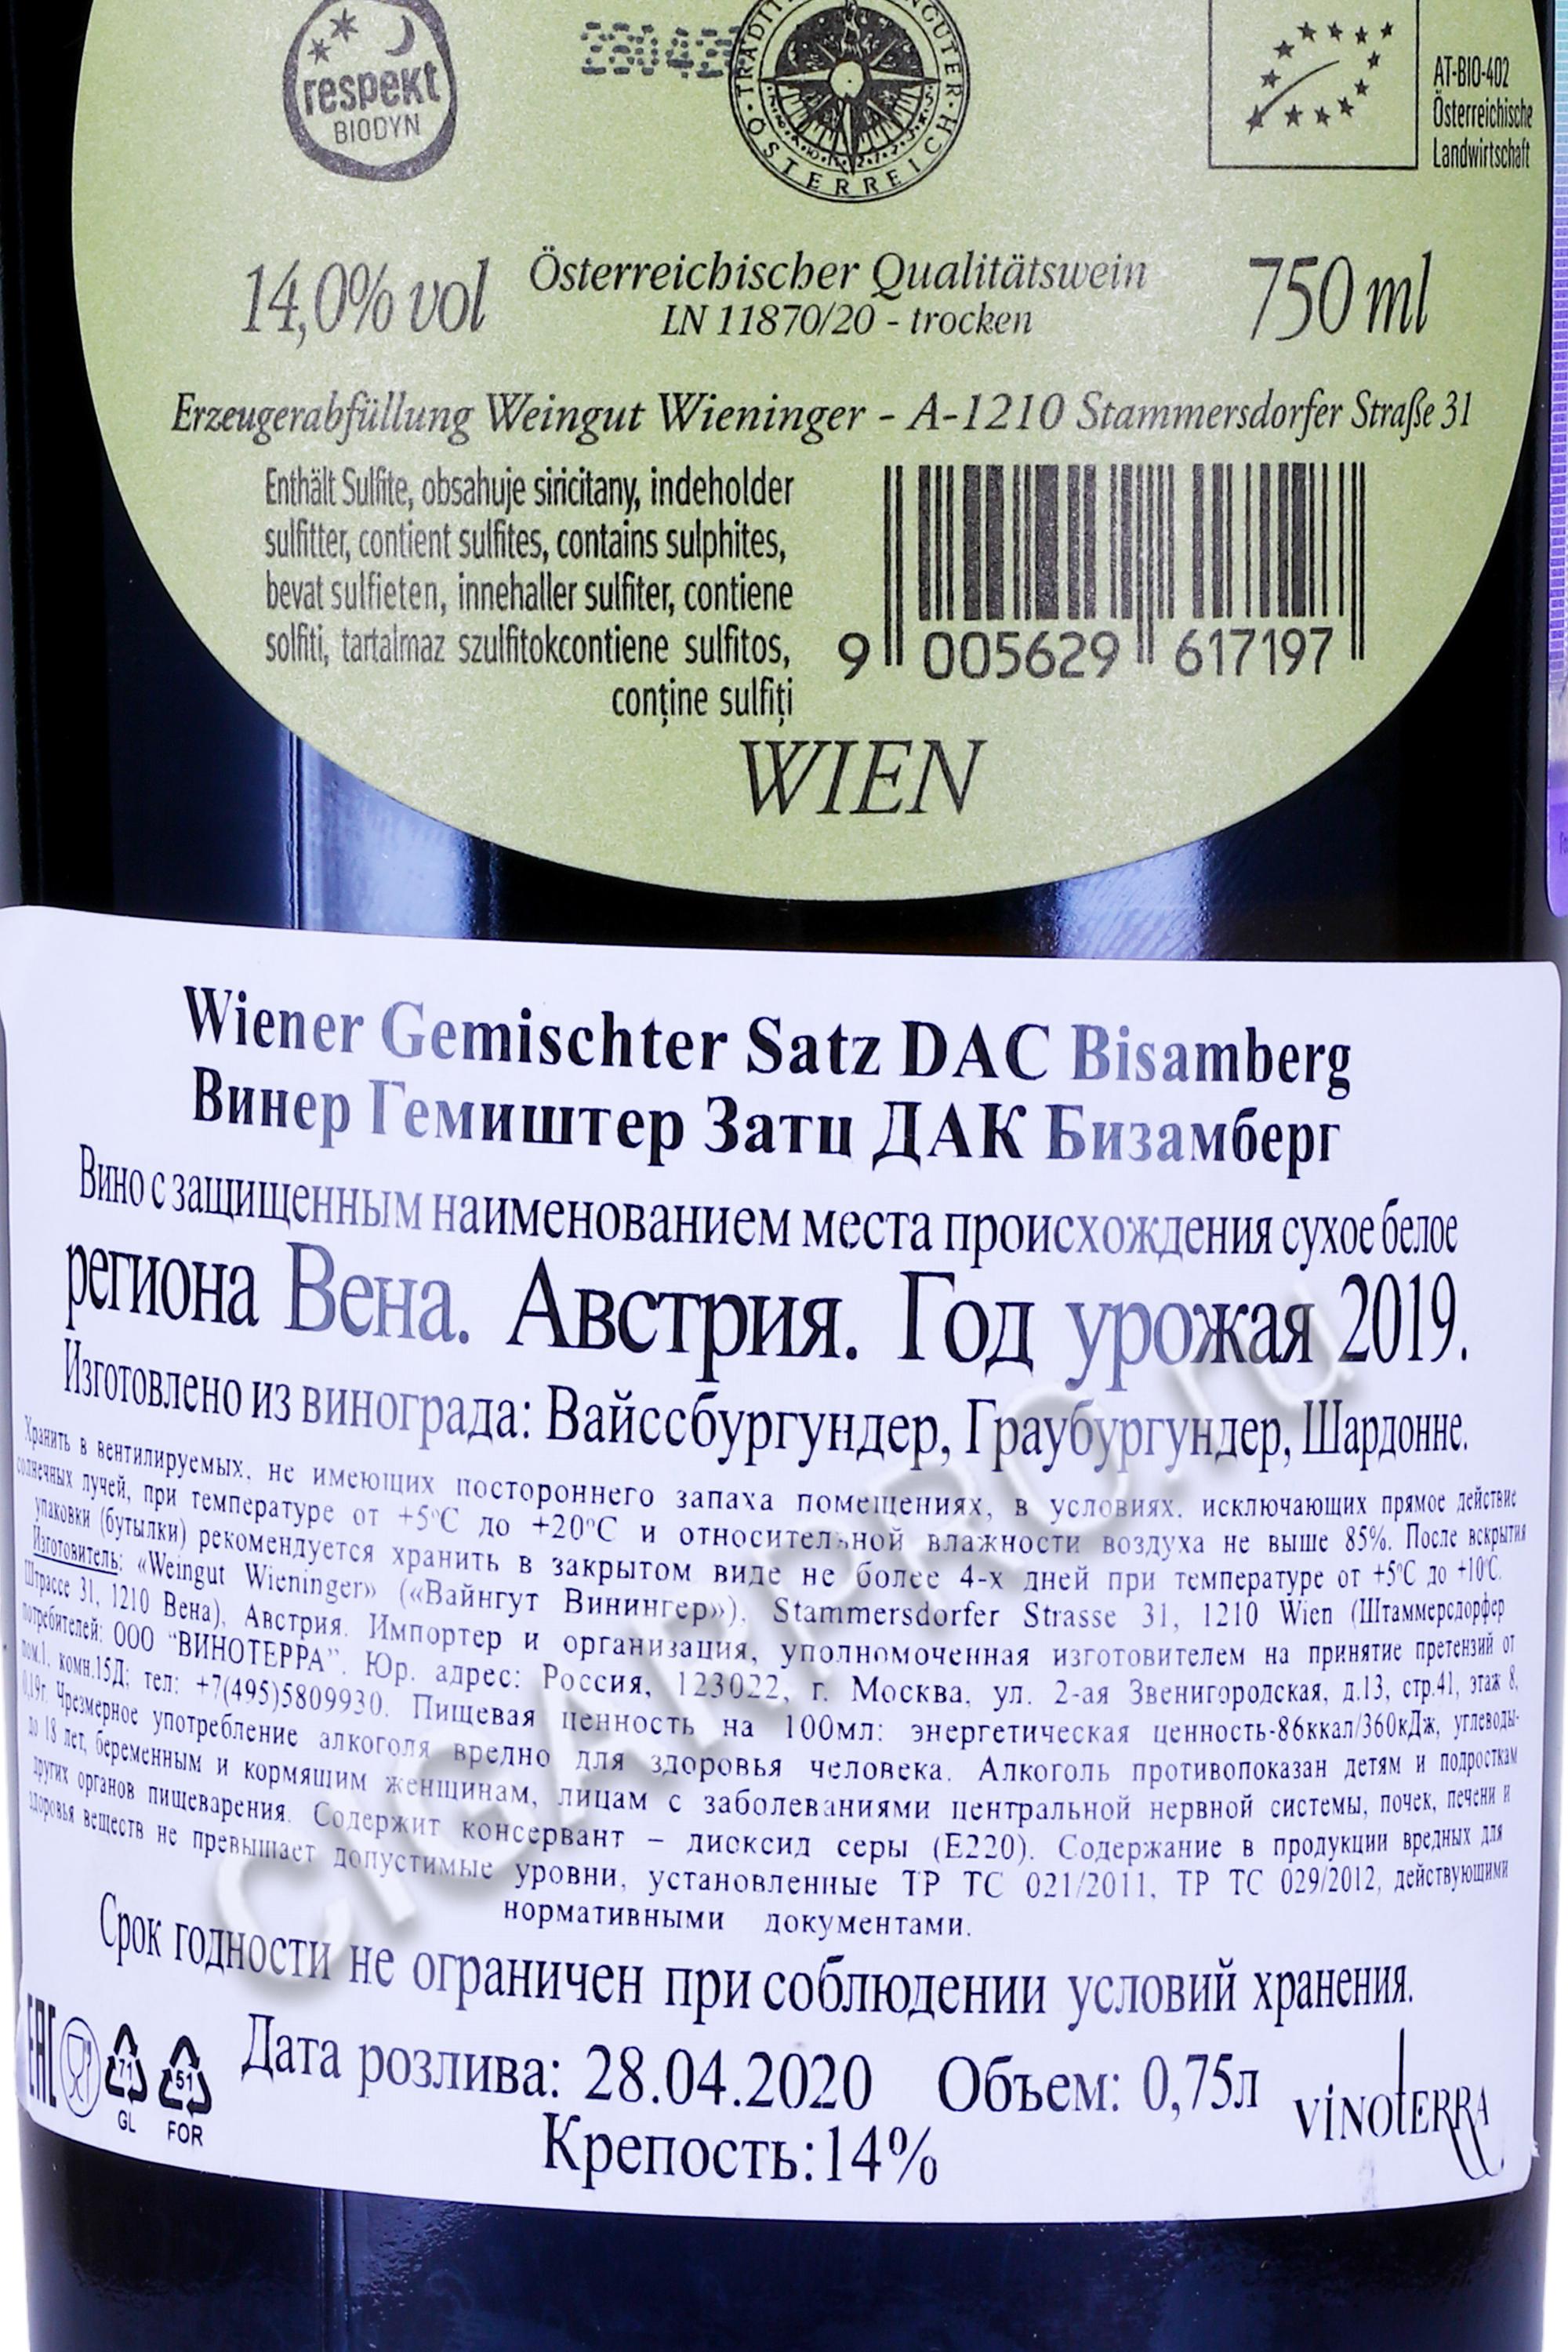 respekt
BIODYN
ÖSTERREICH
AT-BIO-402
Österreichische
Landwirtschaft
14,0% vol
Österreichischer Qualitätswein
750 ml
LN 11870/20 - trocken
Erzeugerabfüllung Weingut Wieninger - A-1210 Stammersdorfer Straße 31
Enthält Sulfite, obsahuje siricitany, indeholder
sulfitter, contient sulfites, contains sulphites,
bevat sulfieten, innehaller sulfiter, contiene
solfiti, tartalmaz szulfitokcontiene sulfitos,
conține sulfiți
9 005629 617197
WIEN
Wiener Gemischter Satz DAC Bisamberg
Винер Гемиштер Затц ДАК Бизамберг
Вино с защищенным наименованием места происхождения сухое белое
региона Вена. Австрия. Год урожая 2019.
Изготовлено из винограда: Вайссбургундер, Граубургундер, Шардонне.
Хранить в вентилируемых, не имеющих постороннего запаха помещениях, в условиях, исключающих прямое действие
солнечных лучей, при температуре от +5°С до +20°С и относительной влажности воздуха не выше 85%. После вскрытия
упаковки (бутылки) рекомендуется хранить в закрытом виде не более 4-х дней при температуре от +5°С до +10°С.
Изготовитель: «Weingut Wieninger» («Вайнгут Винингер»), Stammersdorfer Strasse 31, 1210 Wien (Штаммерсдорфер
Штрассе 31, 1210 Вена), Австрия. Импортер и организация, уполномоченная изготовителем на принятие претензий от
потребителей: ООО "ВИНОТЕРРА". Юр. адрес: Россия, 123022, г. Москва, ул. 2-ая Звенигородская, д.13, стр.41, этаж 8,
пом.I, комн.15Д; тел: +7(495)5809930. Пищевая ценность на 100мл: энергетическая ценность-86ккал/360кДж, углеводы-
0,19г. Чрезмерное употребление алкоголя вредно для здоровья человека. Алкоголь противопоказан детям и подросткам
до 18 лет, беременным и кормящим женщинам, лицам с заболеваниями центральной нервной системы, почек, печени и
других органов пищеварения. Содержит консервант – диоксид серы (Е220). Содержание в продукции вредных для
здоровья веществ не превышает допустимые уровни, установленные ТР ТС 021/2011, ТР ТС 029/2012, действующими
нормативными документами.
Срок годности не ограничен при соблюдении условий хранения.
EAC
71
GL
51
FOR
Дата розлива: 28.04.2020 Объем: 0,75л
VINOTERRA
Крепость:14%
CIGARPRO.ru